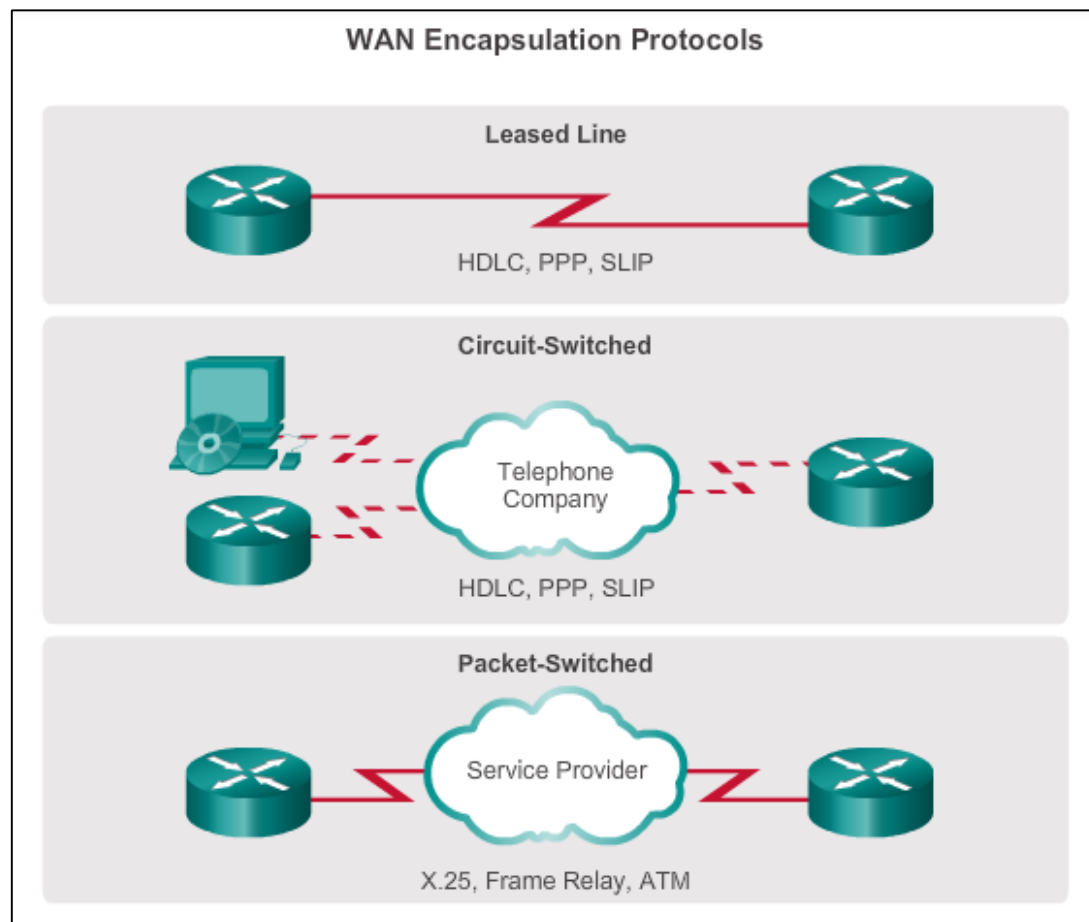 WAN Encapsulation Protocols
Leased Line
HDLC, PPP, SLIP
Circuit-Switched
Telephone
Company
HDLC, PPP, SLIP
Packet-Switched
Service Provider
X.25, Frame Relay, ATM